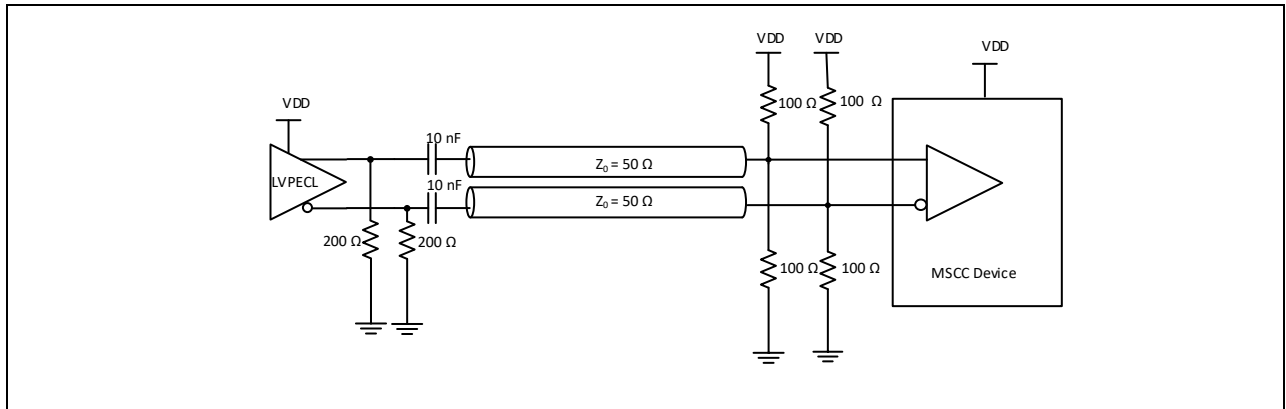 VDD
VDD
VDD
VDD
100 Ω
100 Ω
10 nF
LVPECL
Z₀ = 50 Ω
10 nF
Z₀ = 50 Ω
200 Ω
200 Ω
100 Ω
100 Ω
MSCC Device